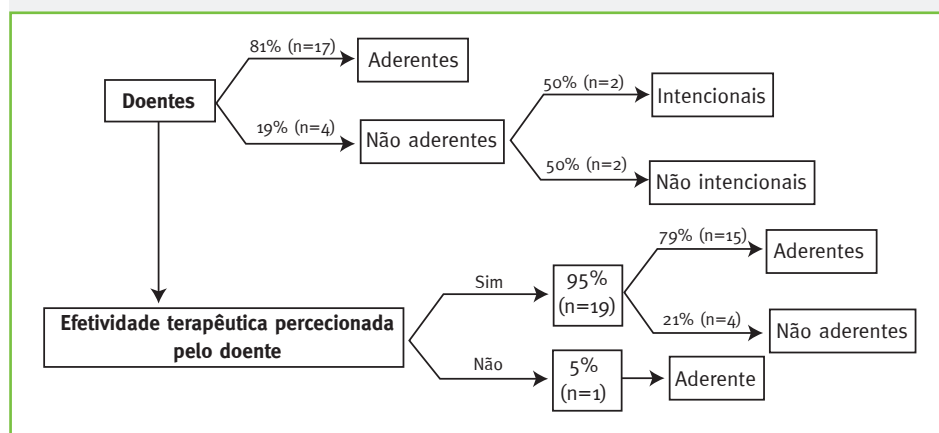 81% (n=17)
Aderentes
Doentes
19% (n=4)
Não aderentes
50% (n=2)
Intencionais
50% (n=2)
Não intencionais
Efetividade terapêutica percecionada
pelo doente
Sim
95%
(n=19)
79% (n=15)
Aderentes
21% (n=4)
Não aderentes
Não
5%
(n=1)
Aderente